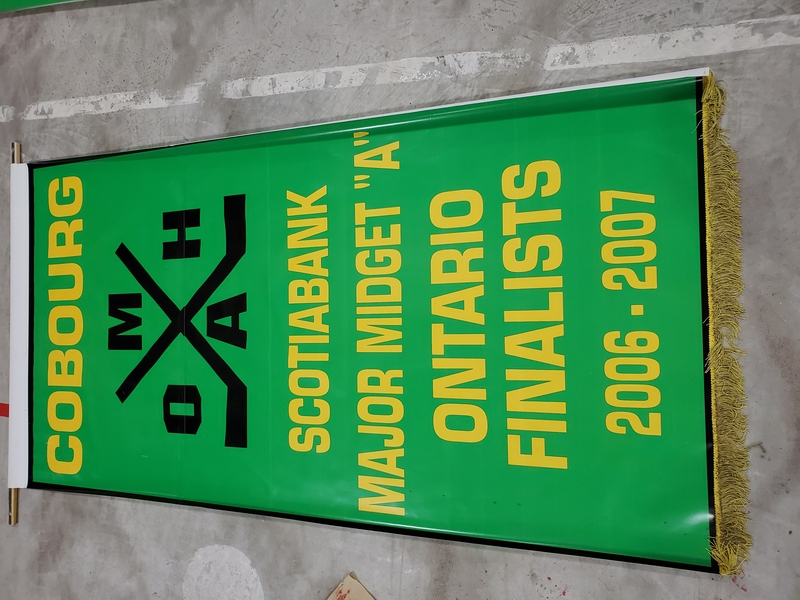 COBOURG
M
O H
A
SCOTIABANK
MAJOR MIDGET "A"
ONTARIO
FINALISTS
2006 - 2007